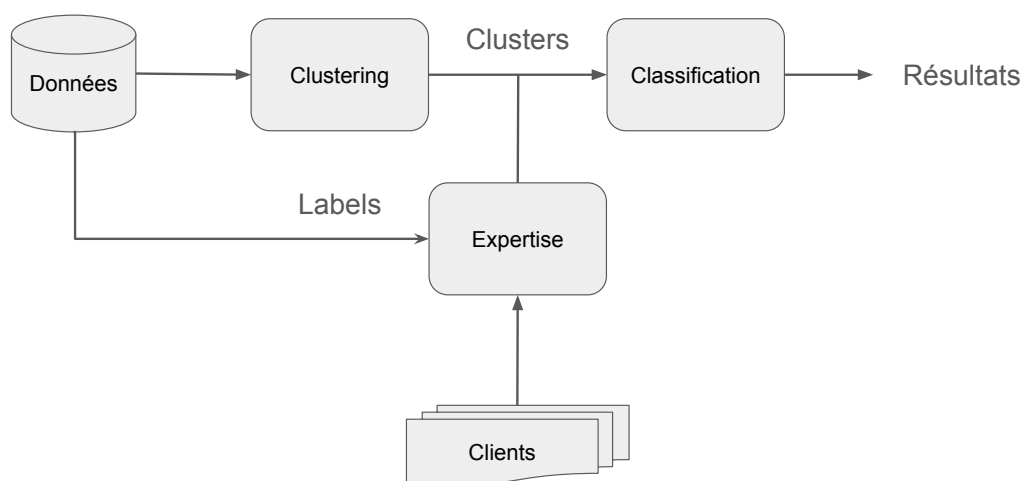 Clusters
Données
Clustering
Classification
Résultats
Labels
Expertise
Clients